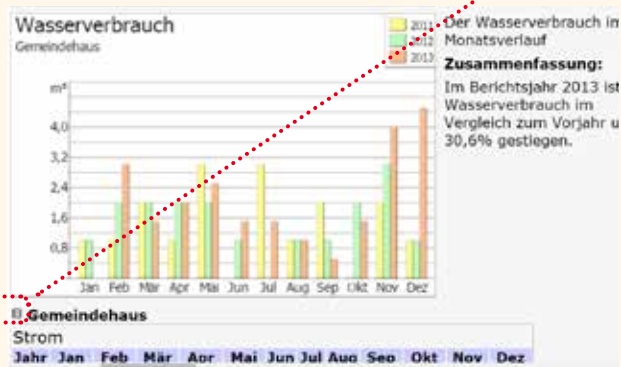 Wasserverbrauch
Gemeindehaus
2011
2012
2013
m³
4,0
3,2
2,4
1,6
0,8
Jan Feb Mär Apr Mai Jun Jul Aug Sep Okt Nov Dez
Der Wasserverbrauch im
Monatsverlauf
Zusammenfassung:
Im Berichtsjahr 2013 ist
Wasserverbrauch im
Vergleich zum Vorjahr u
30,6% gestiegen.
Gemeindehaus
Strom
Jahr Jan Feb Mär Apr Mai Jun Jul Aug Sep Okt Nov Dez